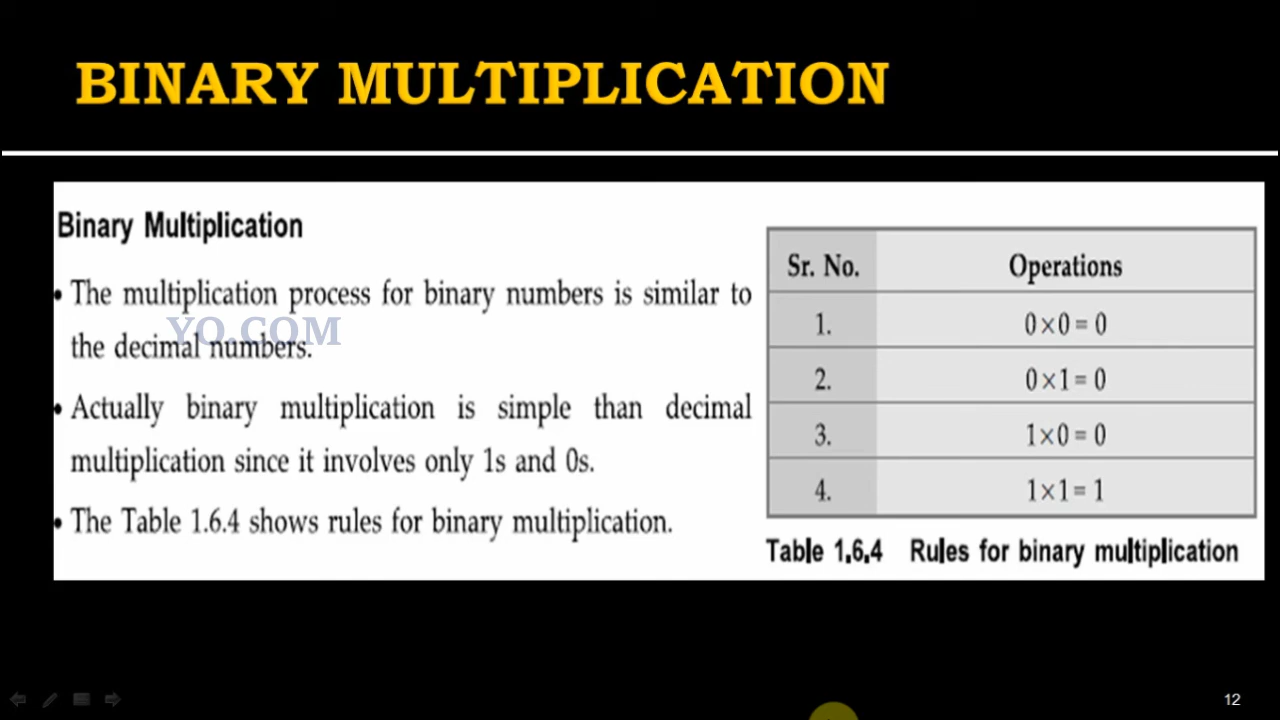 BINARY MULTIPLICATION
Binary Multiplication
• The multiplication process for binary numbers is similar to
the decimal numbers.
YO.COM
• Actually binary multiplication is simple than decimal
multiplication since it involves only 1s and 0s.
• The Table 1.6.4 shows rules for binary multiplication.
Sr. No. Operations
1. 0×0 = 0
2. 0×1 = 0
3. 1×0 = 0
4. 1×1 = 1
Table 1.6.4 Rules for binary multiplication
12